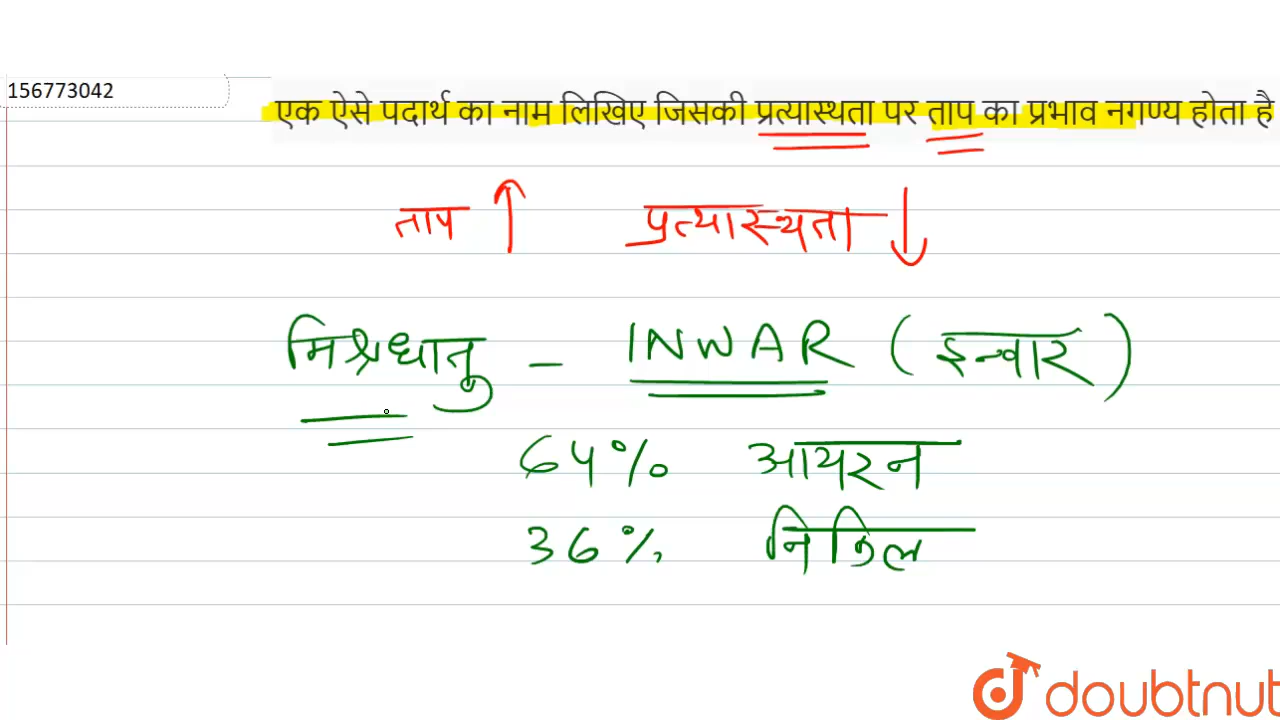 156773042
एक ऐसे पदार्थ का नाम लिखिए जिसकी प्रत्यास्थता पर ताप का प्रभाव नगण्य होता है
ताप ↑ प्रत्यास्थता ↓
मिश्रधातु - INWAR (इन्वार)
64% आयरन
36% निकिल
doubtnut